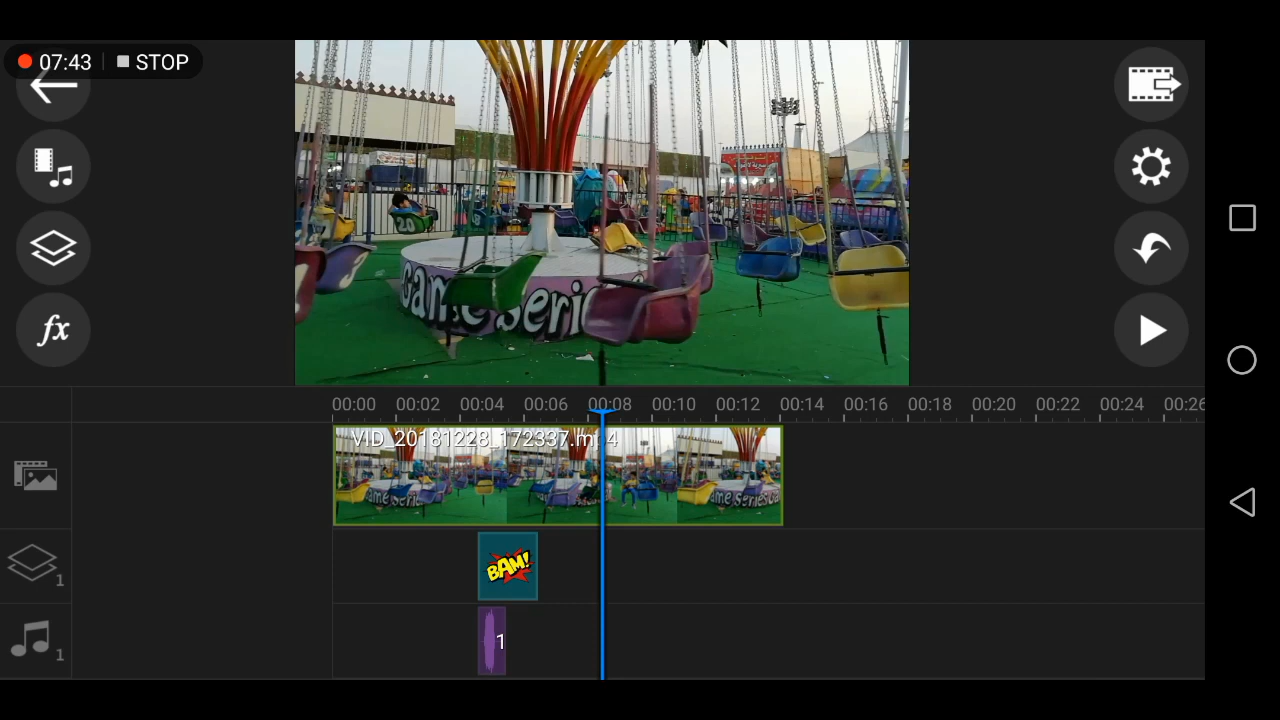 07:43
STOP
20
Game Serie
fx
00:00 00:02 00:04 00:06 00:08 00:10 00:12 00:14 00:16 00:18 00:20 00:22 00:24 00:26
VID_20181228_172337.mp4
BAM!
1
1
1